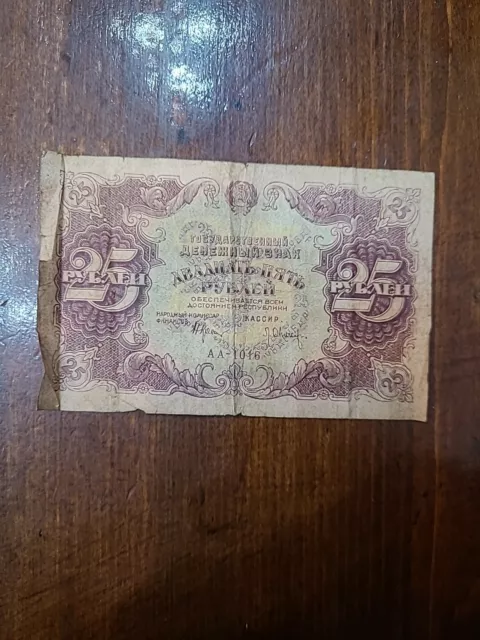 25
25
25
ГОСУДАРСТВЕННЫЙ
ДЕНЕЖНЫЙ ЗНАК
ДВАДЦАТЬ ПЯТЬ
РУБЛЕЙ
25 РУБЛЕЙ
25 РУБЛЕЙ
ОБЕСПЕЧИВАЕТСЯ ВСЕМ
ДОСТОЯНИЕМ РЕСПУБЛИКИ
НАРОДНЫЙ КОМИССАР
ФИНАНСОВ
КАССИР
АА-1016
25
25